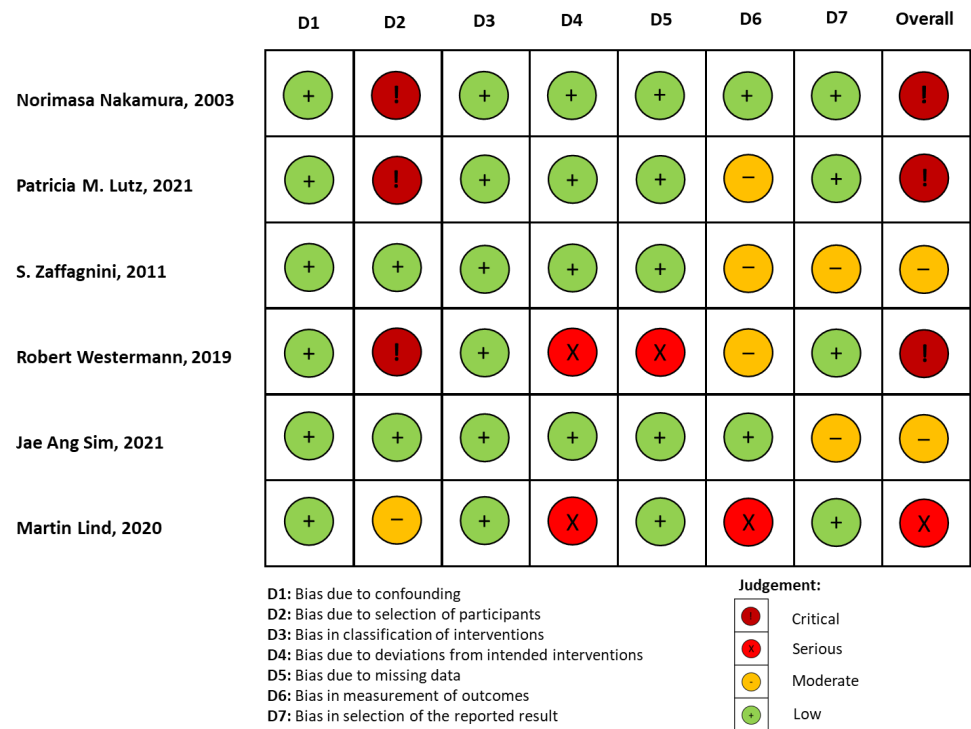 D1 D2 D3 D4 D5 D6 D7 Overall
Norimasa Nakamura, 2003 + ! + + + + + !
Patricia M. Lutz, 2021 + ! + + + − + !
S. Zaffagnini, 2011 + + + + + − − −
Robert Westermann, 2019 + ! + X X − + !
Jae Ang Sim, 2021 + + + + + + − −
Martin Lind, 2020 + − + X + X + X
D1: Bias due to confounding
D2: Bias due to selection of participants
D3: Bias in classification of interventions
D4: Bias due to deviations from intended interventions
D5: Bias due to missing data
D6: Bias in measurement of outcomes
D7: Bias in selection of the reported result
Judgement:
! Critical
X Serious
- Moderate
+ Low